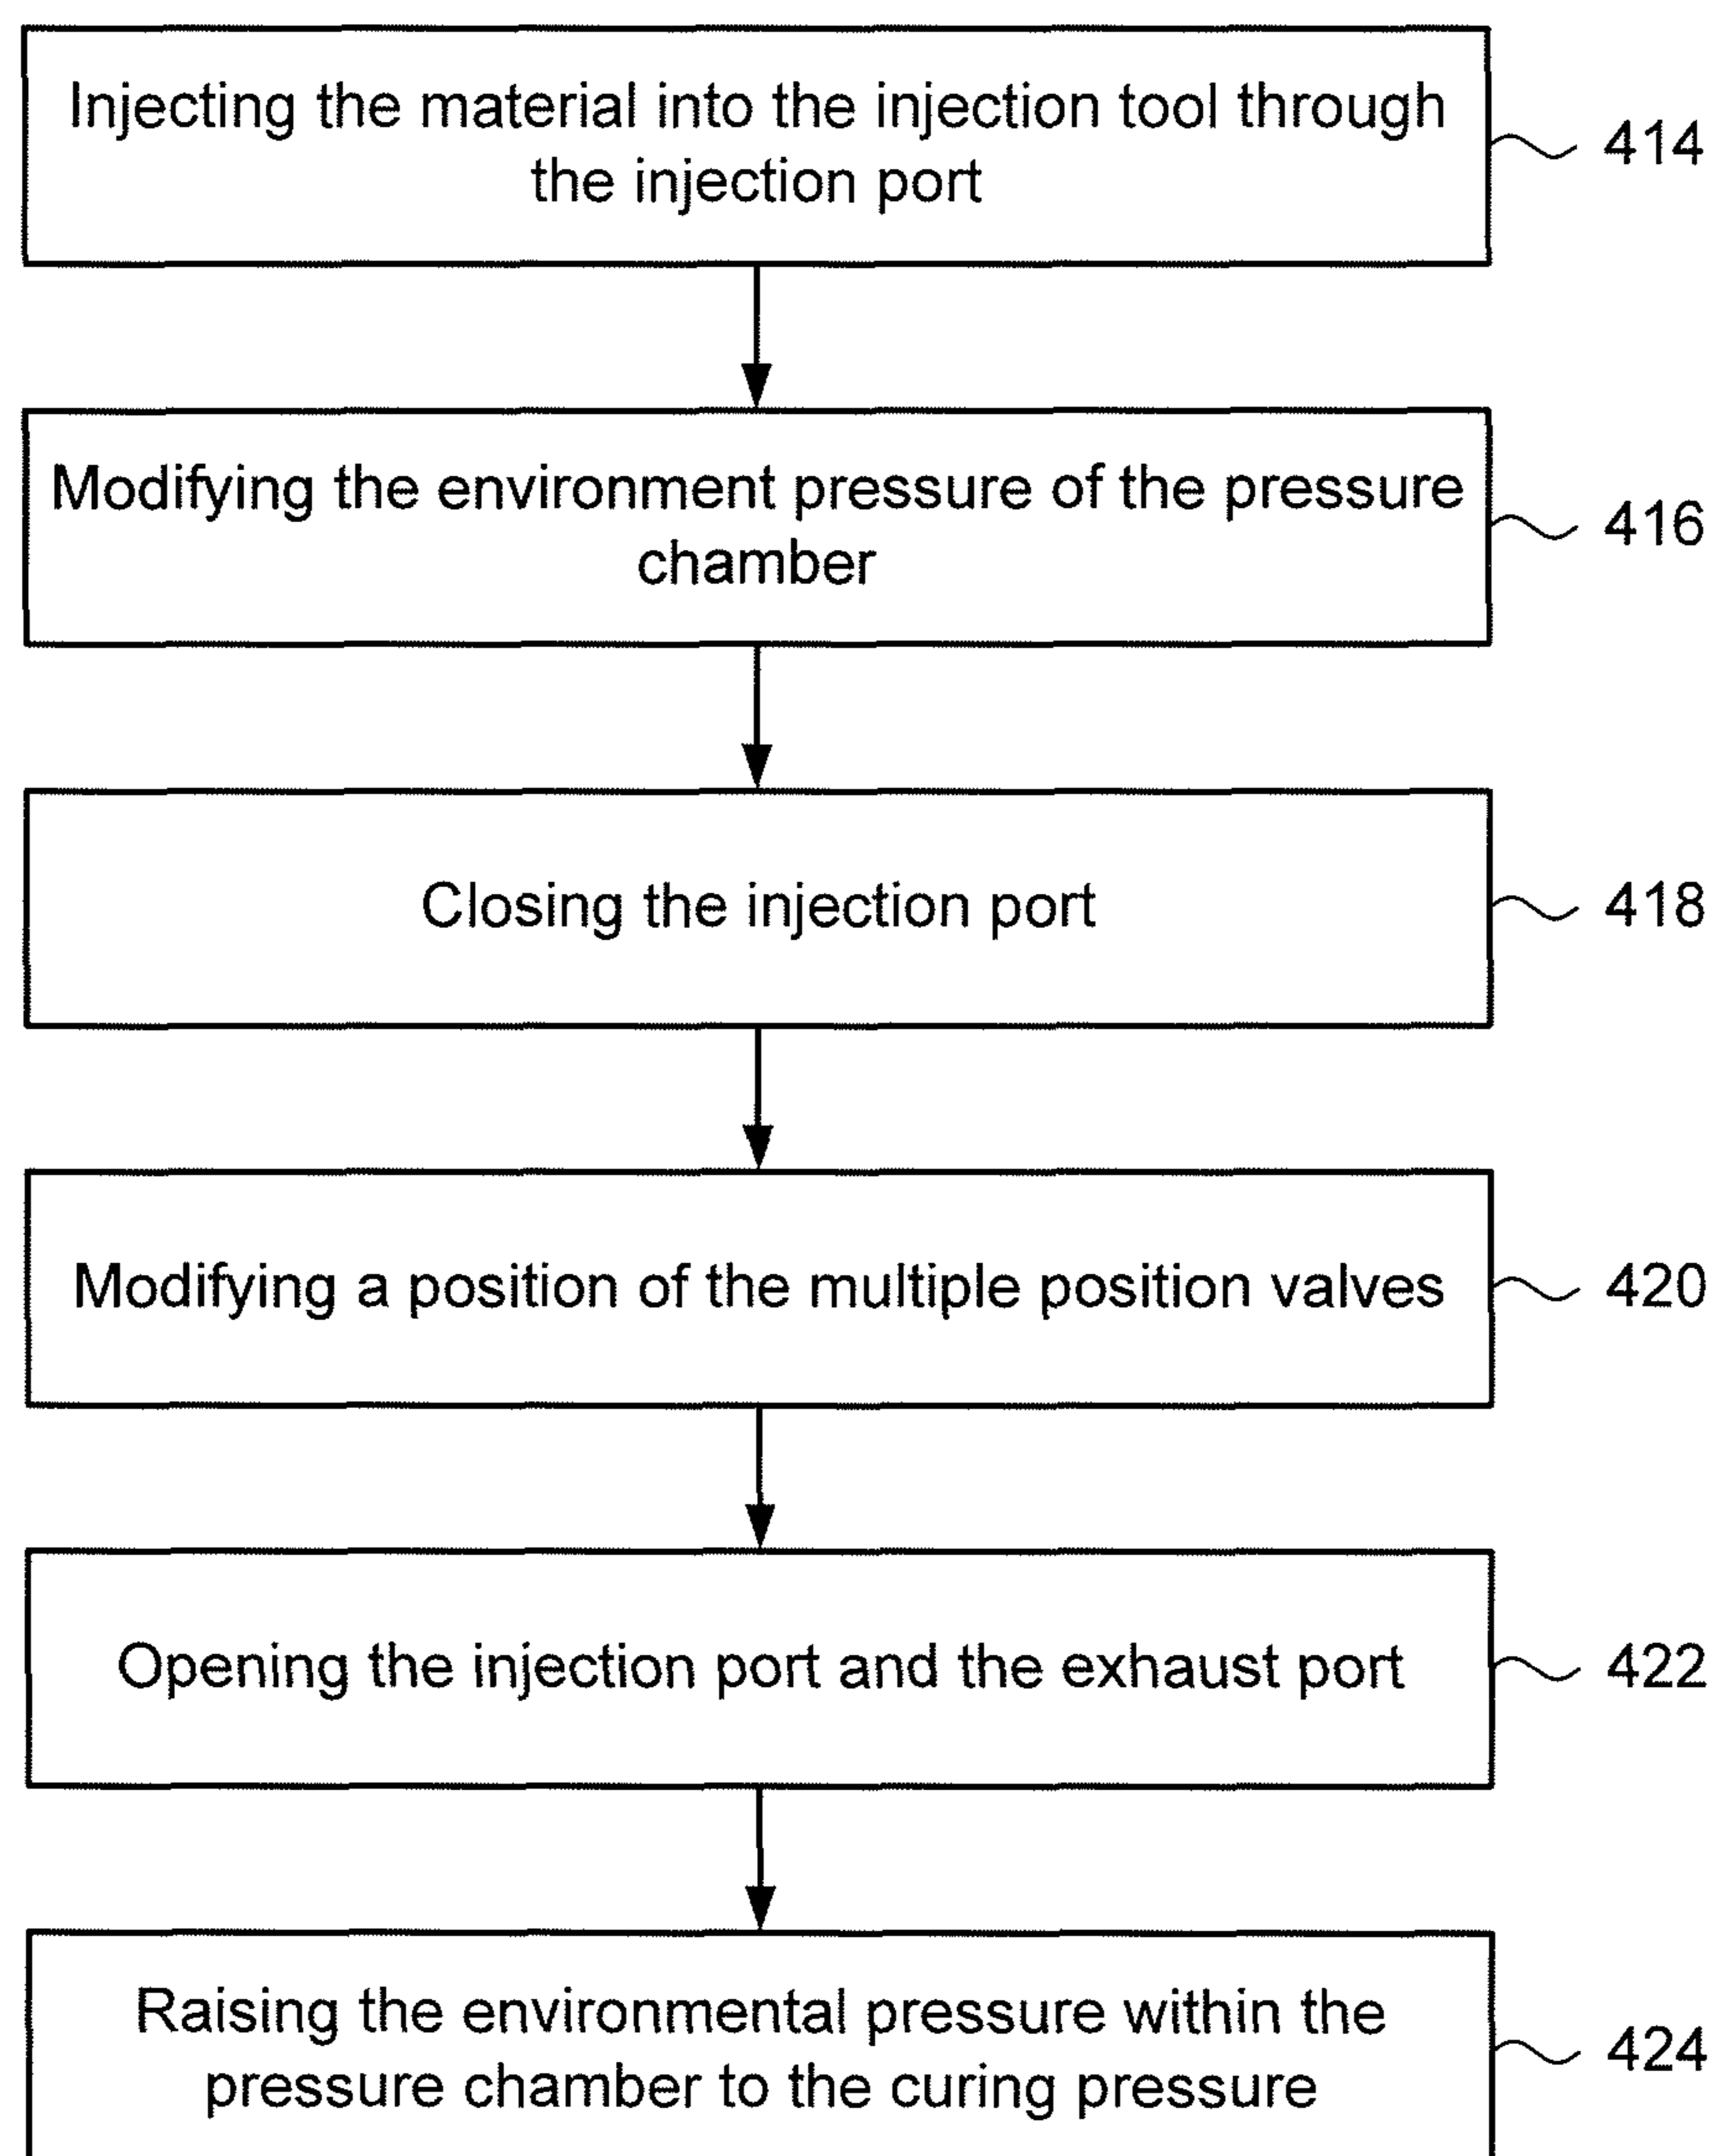 Injecting the material into the injection tool through
the injection port
414
Modifying the environment pressure of the pressure
chamber
416
Closing the injection port
418
Modifying a position of the multiple position valves
420
Opening the injection port and the exhaust port
422
Raising the environmental pressure within the
pressure chamber to the curing pressure
424